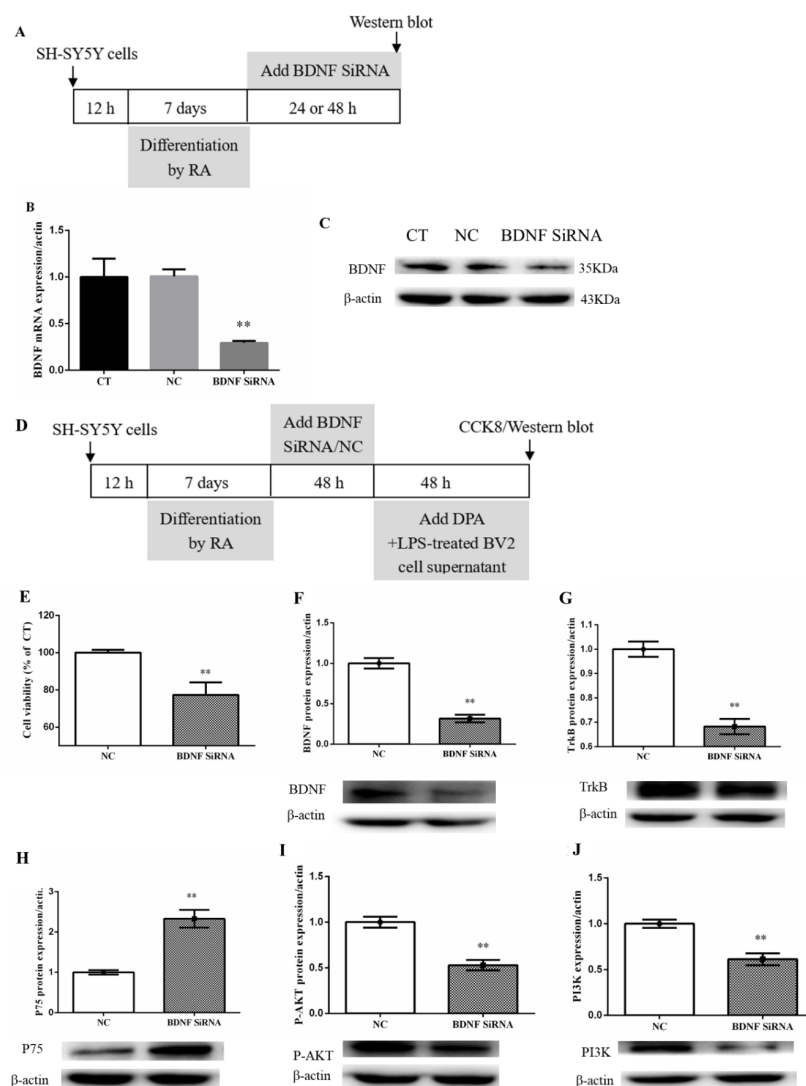 A
Western blot
SH-SY5Y cells
Add BDNF SiRNA
12 h
7 days
24 or 48 h
Differentiation
by RA
B
BDNF mRNA expression/actin
1.5
1.0
0.5
0.0
**
CT
NC
BDNF SiRNA
C
CT NC BDNF SiRNA
BDNF
35KDa
β-actin
43KDa
D
SH-SY5Y cells
Add BDNF
SiRNA/NC
CCK8/Western blot
12 h
7 days
48 h
48 h
Differentiation
by RA
Add DPA
+LPS-treated BV2
cell supernatant
E
Cell viability (% of CT)
120
100
80
60
**
NC
BDNF SiRNA
F
BDNF protein expression/actin
1.5
1.0
0.5
0.0
**
NC
BDNF SiRNA
BDNF
β-actin
G
TrkB protein expression/actin
1.1
1.0
0.9
0.8
0.7
0.6
**
NC
BDNF SiRNA
TrkB
β-actin
H
P75 protein expression/actin
3
2
1
0
**
NC
BDNF SiRNA
P75
β-actin
I
P-AKT protein expression/actin
1.5
1.0
0.5
0.0
**
NC
BDNF SiRNA
P-AKT
β-actin
J
PI3K expression/actin
1.5
1.0
0.5
0.0
**
NC
BDNF SiRNA
PI3K
β-actin